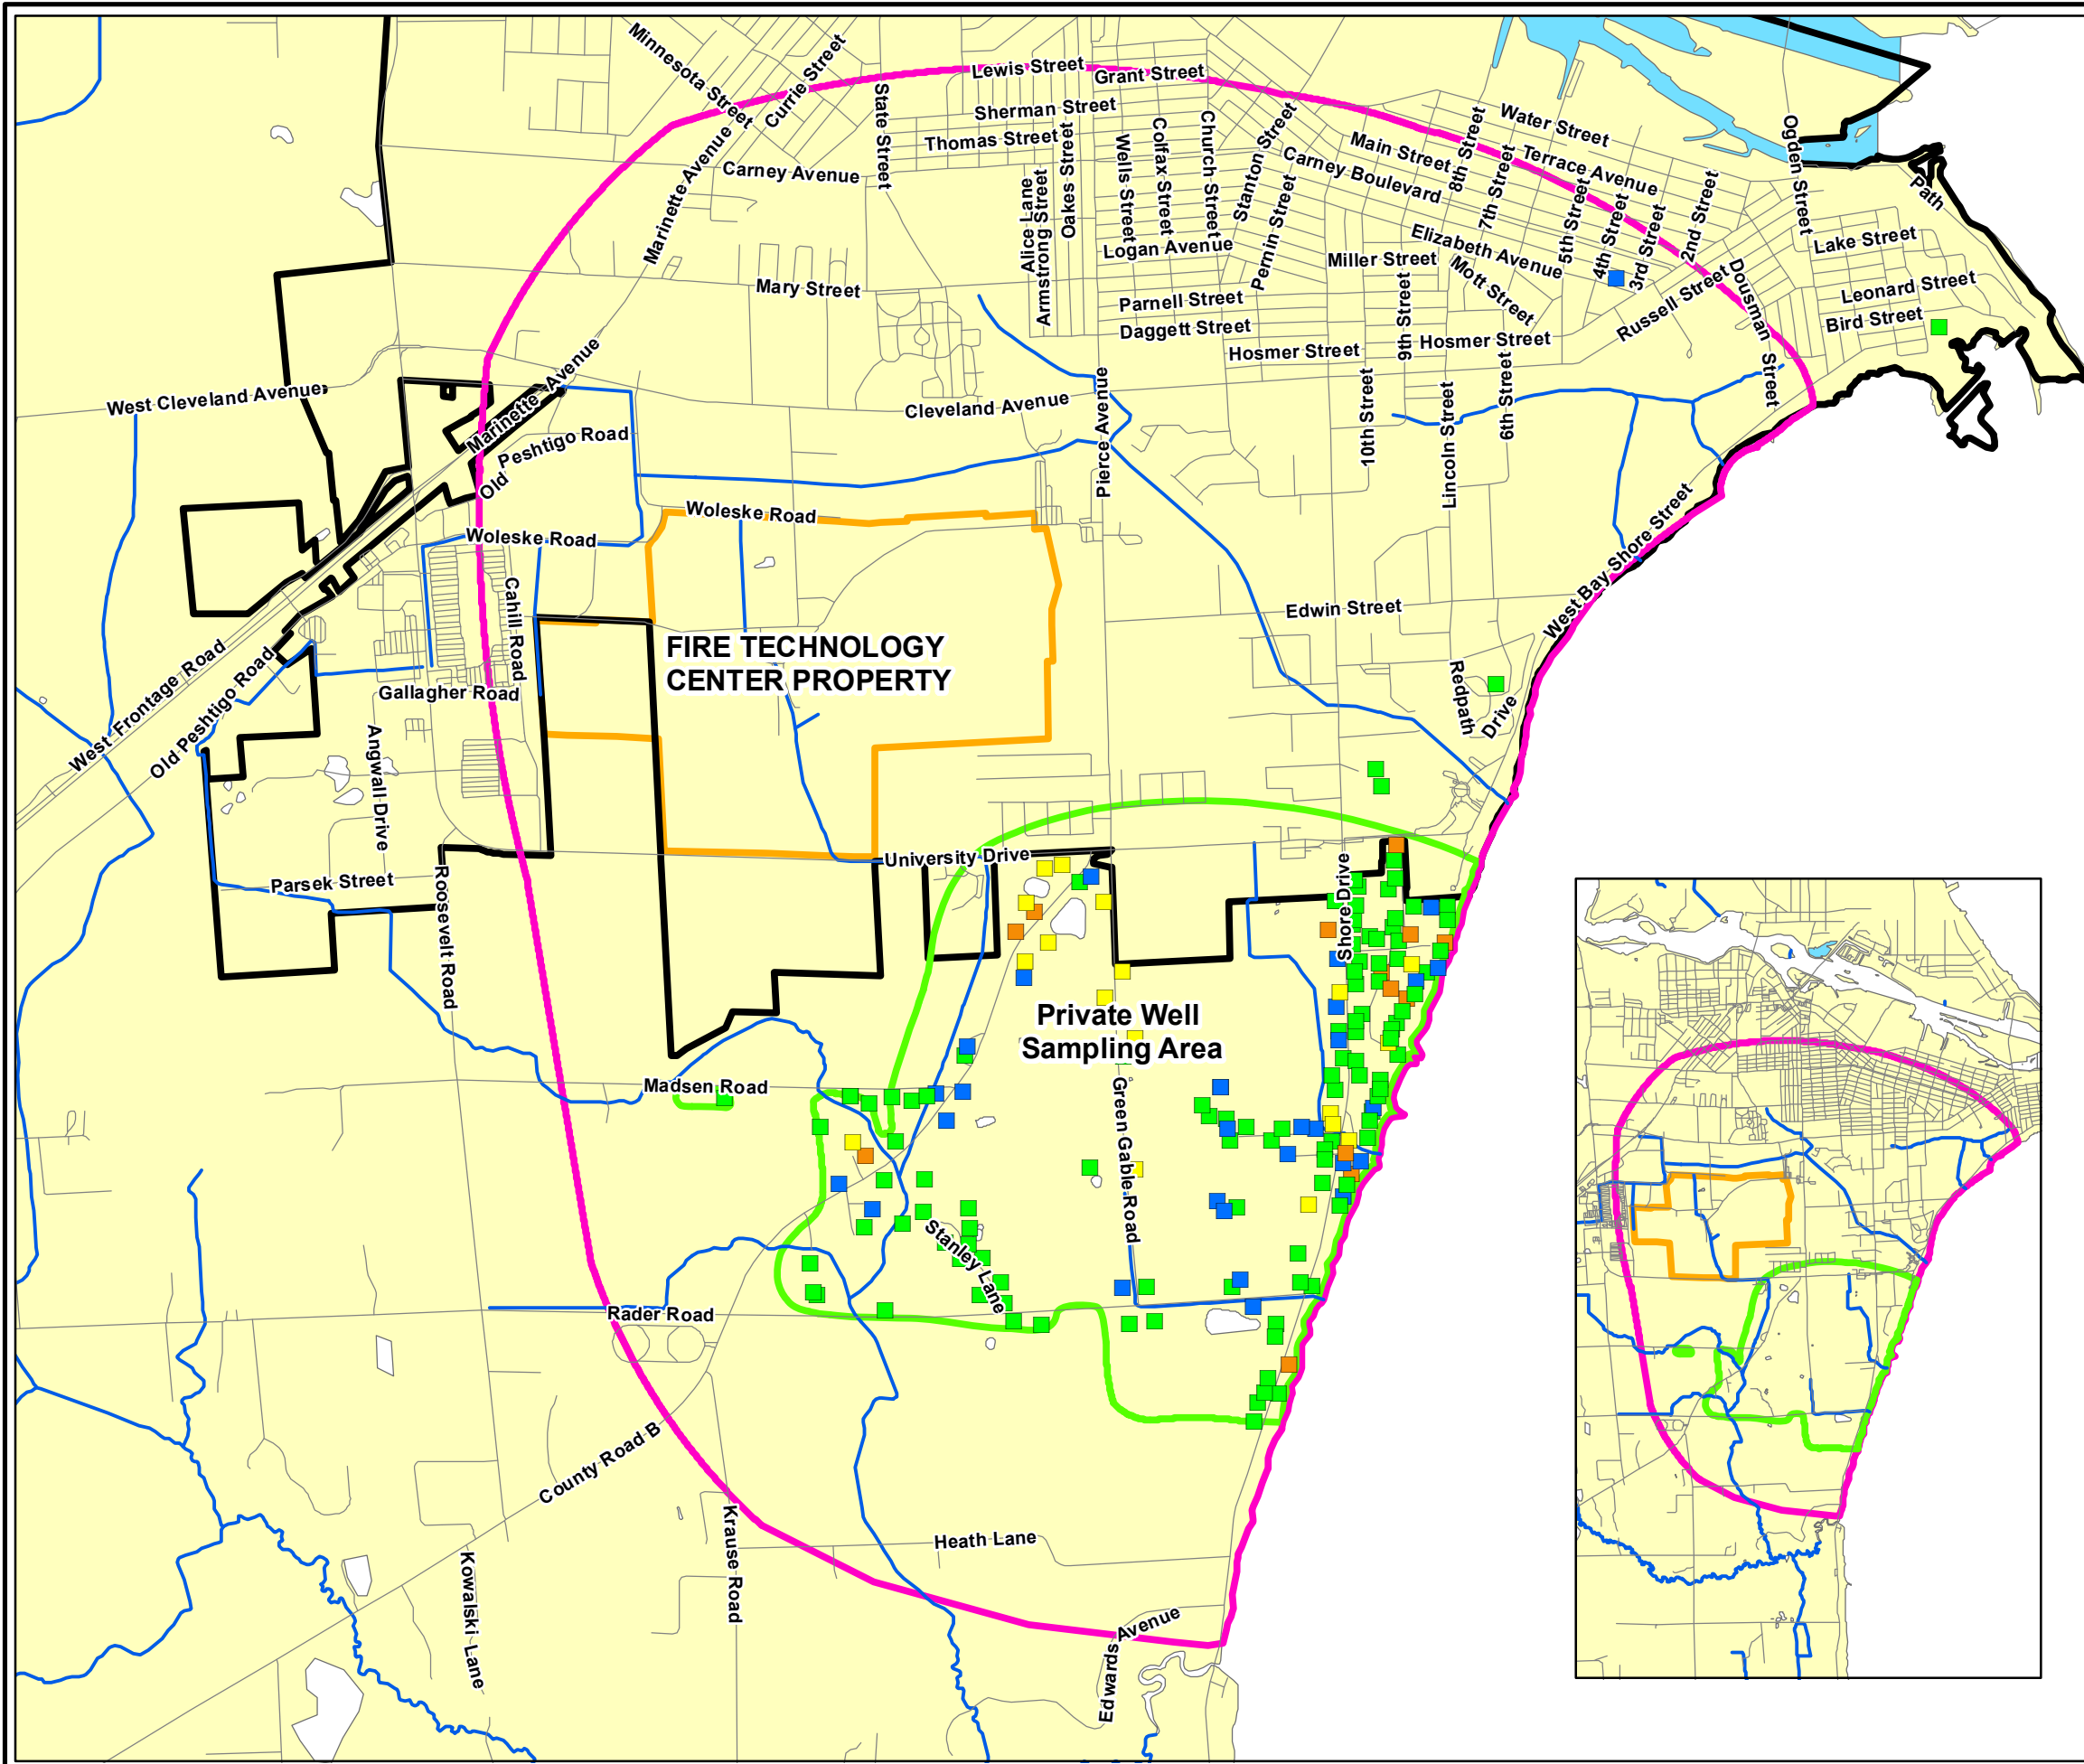 Minnesota Street
Currie Street
Lewis Street
Grant Street
State Street
Sherman Street
Thomas Street
Oakes Street
Wells Street
Colfax Street
Church Street
Stanton Street
Main Street
8th Street
Water Street
Terrace Avenue
Ogden Street
Path
Marinette Avenue
Carney Avenue
Alice Lane
Armstrong Street
Logan Avenue
Pernin Street
Carney Boulevard
7th Street
5th Street
4th Street
3rd Street
2nd Street
Lake Street
Mary Street
Miller Street
Elizabeth Avenue
Mott Street
Russell Street
Dousman Street
Leonard Street
Bird Street
Parnell Street
Daggett Street
Hosmer Street
9th Street
Hosmer Street
West Cleveland Avenue
Marinette Avenue
Cleveland Avenue
Pierce Avenue
10th Street
Lincoln Street
6th Street
Old Peshtigo Road
Woleske Road
Woleske Road
West Bay Shore Street
Cahill Road
Edwin Street
FIRE TECHNOLOGY
CENTER PROPERTY
West Frontage Road
Old Peshtigo Road
Gallagher Road
Redpath
Drive
Angwall Drive
University Drive
Shore Drive
Parsek Street
Roosevelt Road
Private Well
Sampling Area
Madsen Road
Green Gable Road
Stanley Lane
Rader Road
County Road B
Krause Road
Heath Lane
Kowalski Lane
Edwards Avenue